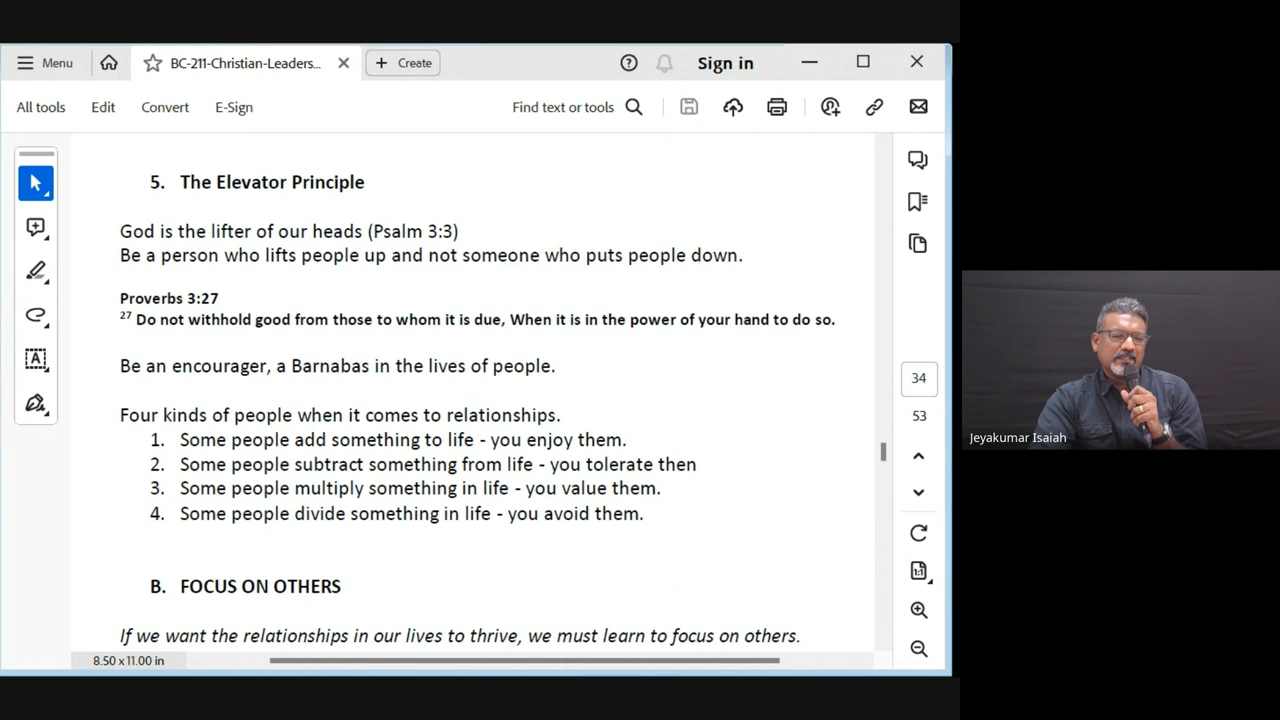 Menu
BC-211-Christian-Leaders...
Create
Sign in
All tools
Edit
Convert
E-Sign
Find text or tools
5. The Elevator Principle
God is the lifter of our heads (Psalm 3:3)
Be a person who lifts people up and not someone who puts people down.
Proverbs 3:27
27 Do not withhold good from those to whom it is due, When it is in the power of your hand to do so.
Be an encourager, a Barnabas in the lives of people.
Four kinds of people when it comes to relationships.
1. Some people add something to life - you enjoy them.
2. Some people subtract something from life - you tolerate then
3. Some people multiply something in life - you value them.
4. Some people divide something in life - you avoid them.
B. FOCUS ON OTHERS
If we want the relationships in our lives to thrive, we must learn to focus on others.
8.50 x 11.00 in
34
53
1:1
Jeyakumar Isaiah